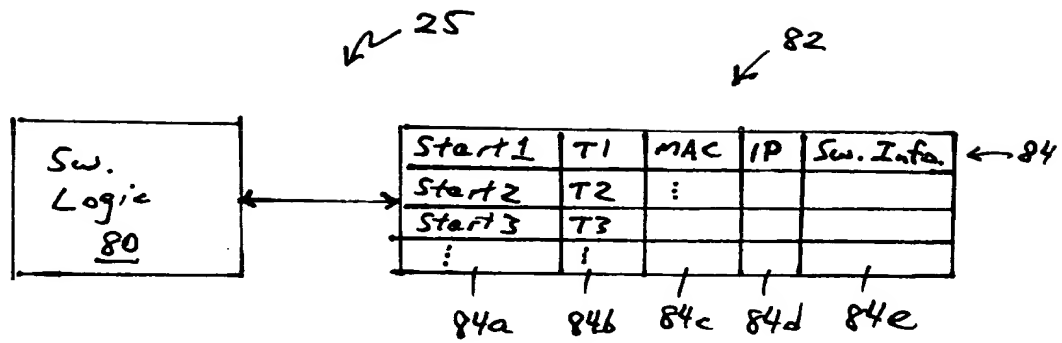 25
82
Sw.
Logic
80
Start1 T1 MAC IP Sw. Info. 84
Start2 T2 ⋮
Start3 T3
⋮ ⋮
84a 84b 84c 84d 84e